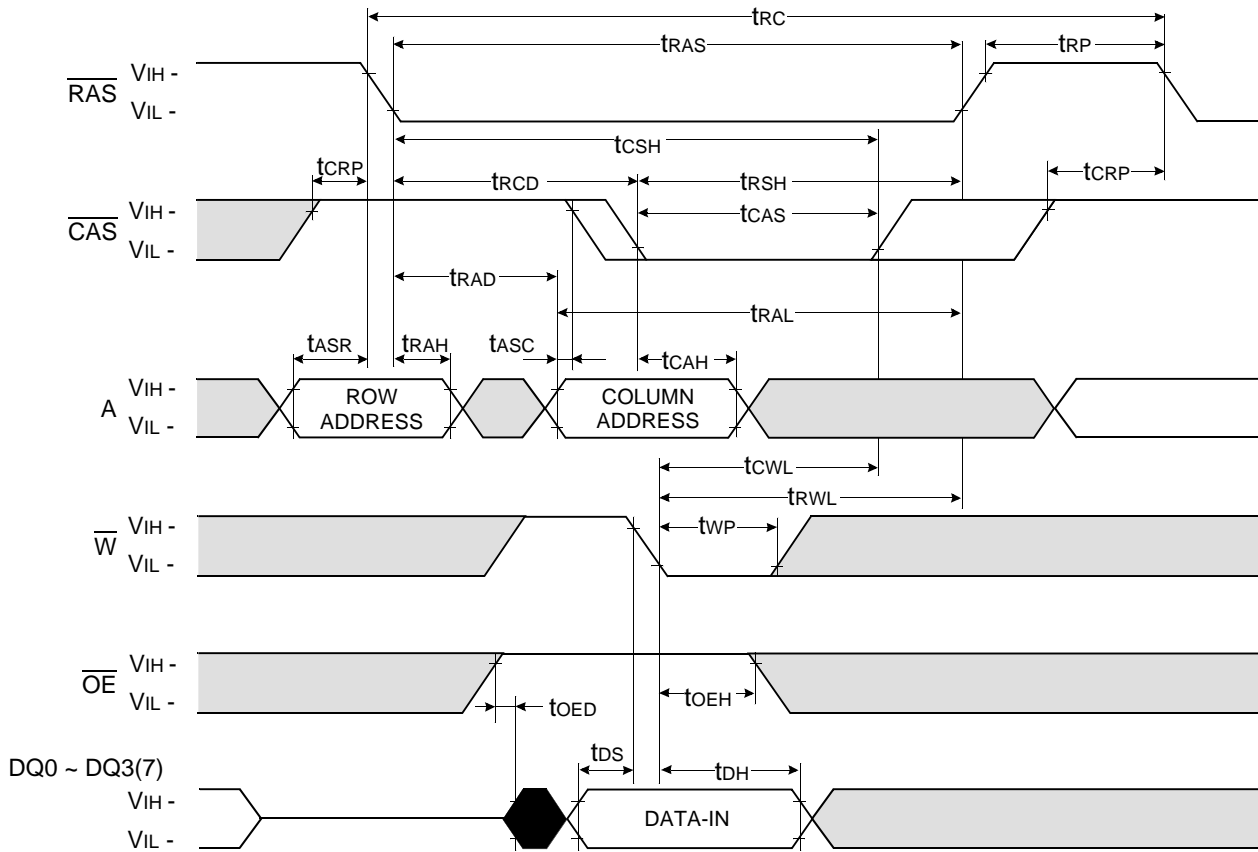 tRC
tRAS
tRP
RAS
VIH -
VIL -
tCSH
tCRP
tRCD
tRSH
tCRP
CAS
VIH -
VIL -
tCAS
tRAD
tRAL
tASR
tRAH
tASC
tCAH
A
VIH -
VIL -
ROW
ADDRESS
COLUMN
ADDRESS
tCWL
tRWL
W
VIH -
VIL -
tWP
OE
VIH -
VIL -
tOED
tOEH
DQ0 ~ DQ3(7)
tDS
tDH
VIH -
VIL -
DATA-IN